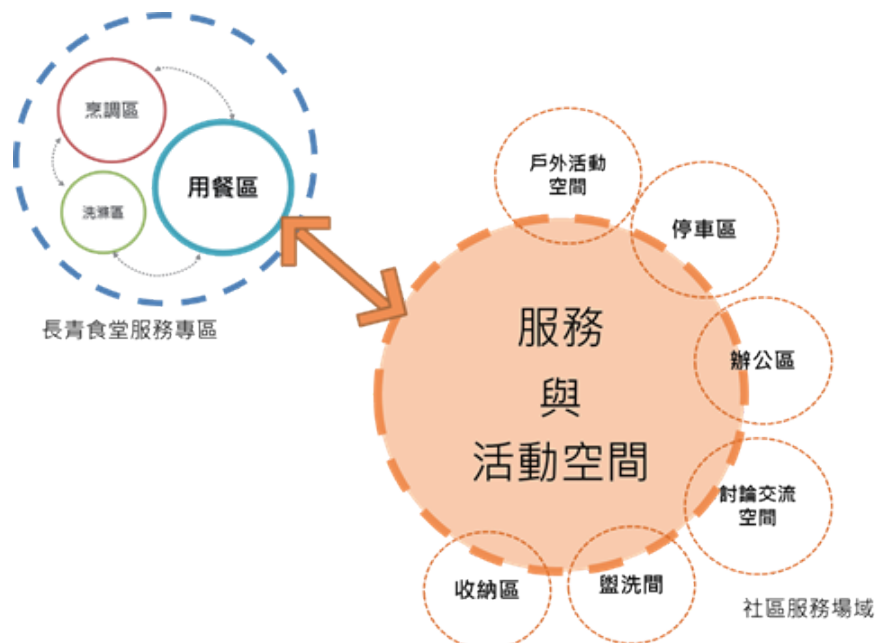 烹調區
用餐區
洗滌區
長青食堂服務專區
戶外活動
空間
停車區
服務
與
活動空間
辦公區
討論交流
空間
盥洗間
收納區
社區服務場域